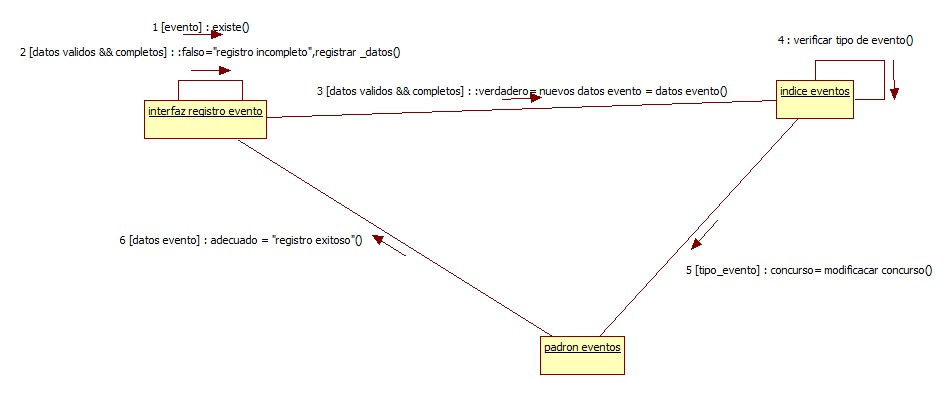 1 [evento] : existe()
2 [datos validos && completos] : :falso="registro incompleto",registrar _datos()
4 : verificar tipo de evento()
3 [datos validos && completos] : :verdadero= nuevos datos evento = datos evento()
indice eventos
interfaz registro evento
6 [datos evento] : adecuado = "registro exitoso"()
5 [tipo_evento] : concurso= modificacar concurso()
padron eventos